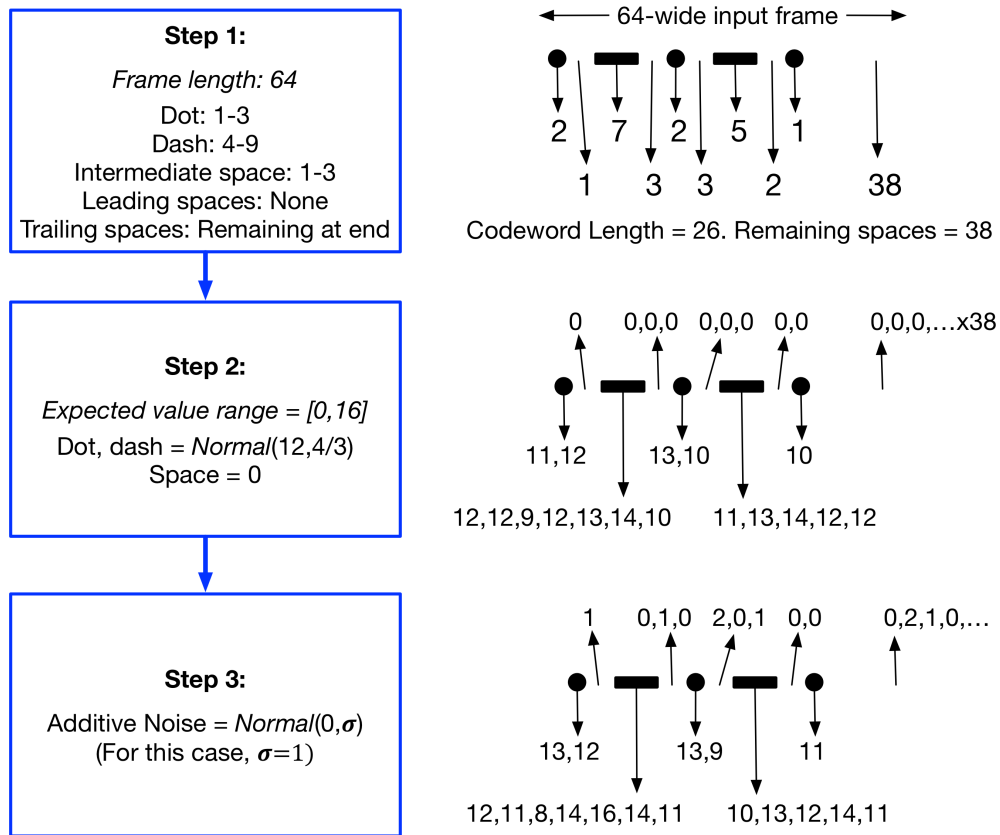 Step 1:
Frame length: 64
Dot: 1-3
Dash: 4-9
Intermediate space: 1-3
Leading spaces: None
Trailing spaces: Remaining at end
64-wide input frame
2 7 2 5 1
1 3 3 2 38
Codeword Length = 26. Remaining spaces = 38
Step 2:
Expected value range = [0,16]
Dot, dash = Normal(12,4/3)
Space = 0
0 0,0,0 0,0,0 0,0 0,0,0,...x38
11,12 13,10 10
12,12,9,12,13,14,10 11,13,14,12,12
Step 3:
Additive Noise = Normal(0,σ)
(For this case, σ=1)
1 0,1,0 2,0,1 0,0 0,2,1,0,...
13,12 13,9 11
12,11,8,14,16,14,11 10,13,12,14,11